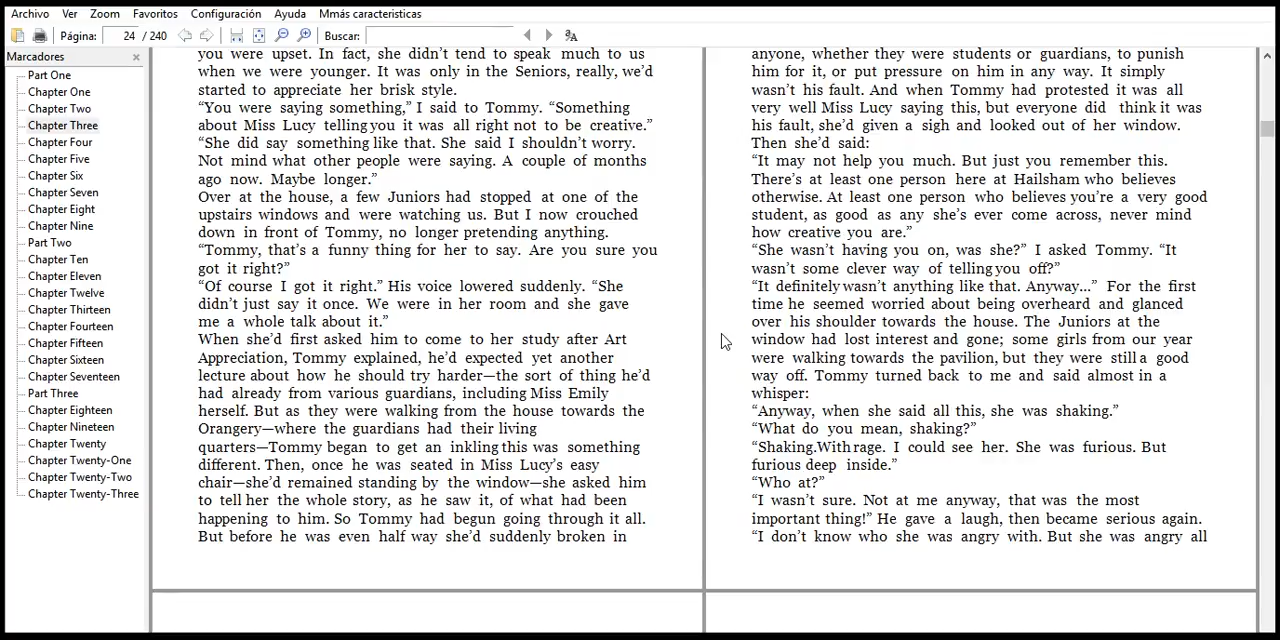 Archivo Ver Zoom Favoritos Configuración Ayuda Mmás caracteristicas
Página: 24 / 240 Buscar:
Marcadores
Part One
Chapter One
Chapter Two
Chapter Three
Chapter Four
Chapter Five
Chapter Six
Chapter Seven
Chapter Eight
Chapter Nine
Part Two
Chapter Ten
Chapter Eleven
Chapter Twelve
Chapter Thirteen
Chapter Fourteen
Chapter Fifteen
Chapter Sixteen
Chapter Seventeen
Part Three
Chapter Eighteen
Chapter Nineteen
Chapter Twenty
Chapter Twenty-One
Chapter Twenty-Two
Chapter Twenty-Three
you were upset. In fact, she didn’t tend to speak much to us
when we were younger. It was only in the Seniors, really, we’d
started to appreciate her brisk style.
“You were saying something,” I said to Tommy. “Something
about Miss Lucy telling you it was all right not to be creative.”
“She did say something like that. She said I shouldn’t worry.
Not mind what other people were saying. A couple of months
ago now. Maybe longer.”
Over at the house, a few Juniors had stopped at one of the
upstairs windows and were watching us. But I now crouched
down in front of Tommy, no longer pretending anything.
“Tommy, that’s a funny thing for her to say. Are you sure you
got it right?”
“Of course I got it right.” His voice lowered suddenly. “She
didn’t just say it once. We were in her room and she gave
me a whole talk about it.”
When she’d first asked him to come to her study after Art
Appreciation, Tommy explained, he’d expected yet another
lecture about how he should try harder—the sort of thing he’d
had already from various guardians, including Miss Emily
herself. But as they were walking from the house towards the
Orangery—where the guardians had their living
quarters—Tommy began to get an inkling this was something
different. Then, once he was seated in Miss Lucy’s easy
chair—she’d remained standing by the window—she asked him
to tell her the whole story, as he saw it, of what had been
happening to him. So Tommy had begun going through it all.
But before he was even half way she’d suddenly broken in
anyone, whether they were students or guardians, to punish
him for it, or put pressure on him in any way. It simply
wasn’t his fault. And when Tommy had protested it was all
very well Miss Lucy saying this, but everyone did think it was
his fault, she’d given a sigh and looked out of her window.
Then she’d said:
“It may not help you much. But just you remember this.
There’s at least one person here at Hailsham who believes
otherwise. At least one person who believes you’re a very good
student, as good as any she’s ever come across, never mind
how creative you are.”
“She wasn’t having you on, was she?” I asked Tommy. “It
wasn’t some clever way of telling you off?”
“It definitely wasn’t anything like that. Anyway...” For the first
time he seemed worried about being overheard and glanced
over his shoulder towards the house. The Juniors at the
window had lost interest and gone; some girls from our year
were walking towards the pavilion, but they were still a good
way off. Tommy turned back to me and said almost in a
whisper:
“Anyway, when she said all this, she was shaking.”
“What do you mean, shaking?”
“Shaking.With rage. I could see her. She was furious. But
furious deep inside.”
“Who at?”
“I wasn’t sure. Not at me anyway, that was the most
important thing!” He gave a laugh, then became serious again.
“I don’t know who she was angry with. But she was angry all